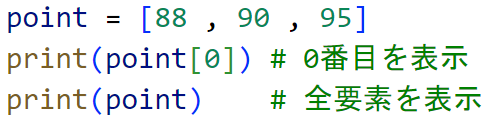 point = [88 , 90 , 95]
print(point[0]) # 0番目を表示
print(point)    # 全要素を表示